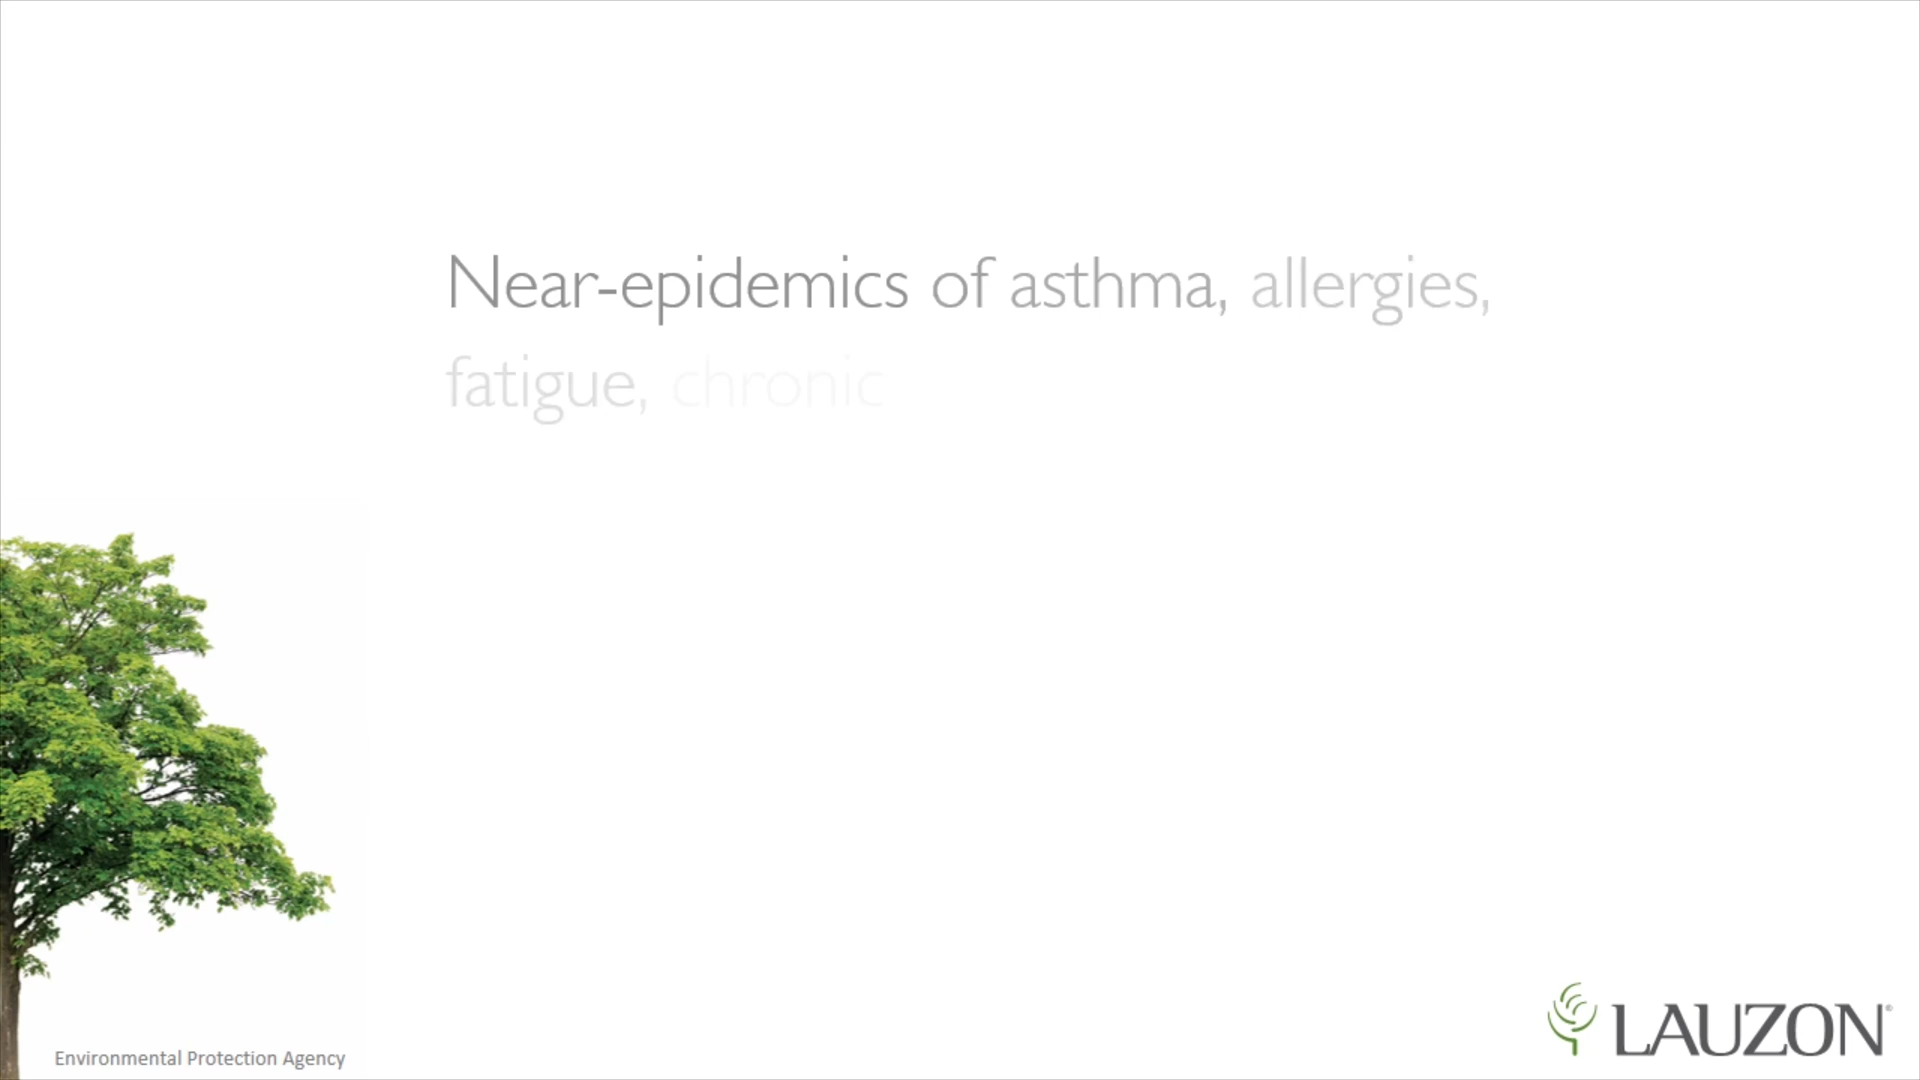 Near-epidemics of asthma, allergies,
fatigue, chronic
Environmental Protection Agency
LAUZON®